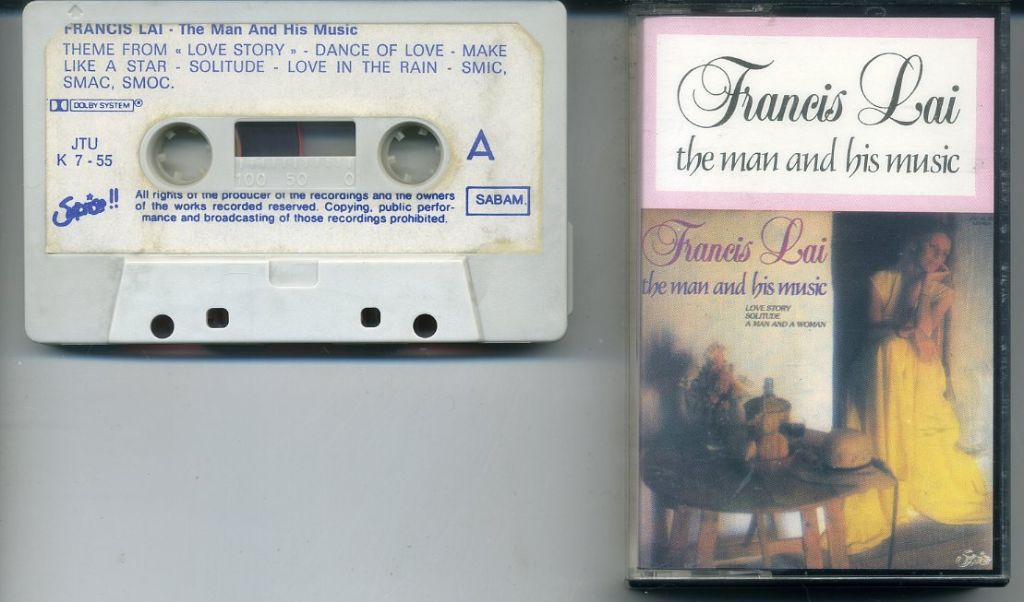 FRANCIS LAI - The Man And His Music
THEME FROM « LOVE STORY » - DANCE OF LOVE - MAKE
LIKE A STAR - SOLITUDE - LOVE IN THE RAIN - SMIC,
SMAC, SMOC.
DOLBY SYSTEM ®
JTU
K 7 - 55
100 50 0
A
Spic!!
All rights of the producer of the recordings and the owners
of the works recorded reserved. Copying, public perfor-
mance and broadcasting of those recordings prohibited.
SABAM.
Francis Lai
the man and his music
Francis Lai
the man and his music
LOVE STORY
SOLITUDE
A MAN AND A WOMAN